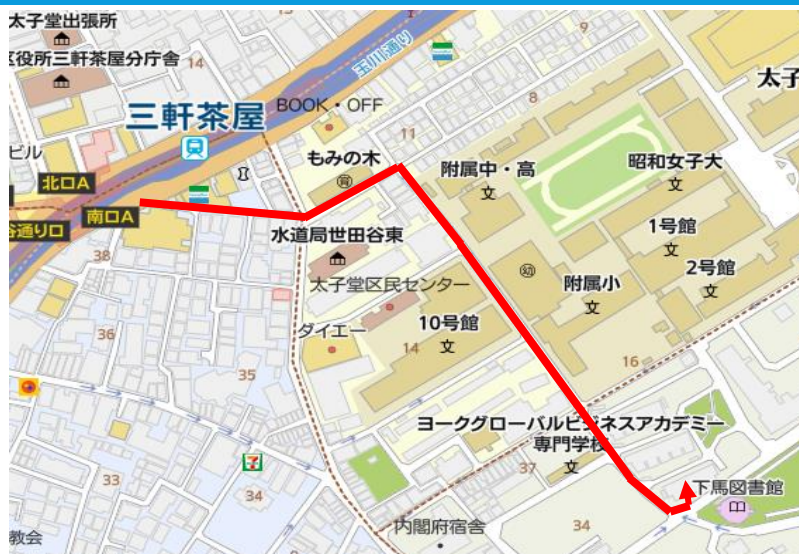 太子堂出張所
区役所三軒茶屋分庁舎
14
玉川通り
9
BOOK・OFF
8
太子
三軒茶屋
11
もみの木
附属中・高
文
昭和女子大
文
ビル
北口A
南口A
谷通り口
1号館
文
水道局世田谷東
2号館
文
38
太子堂区民センター
附属小
文
幼
10号館
文
ダイエー
14
36
35
16
ヨークグローバルビジネスアカデミー
専門学校
文
37
7
33
34
下馬図書館
内閣府宿舎
34
教会